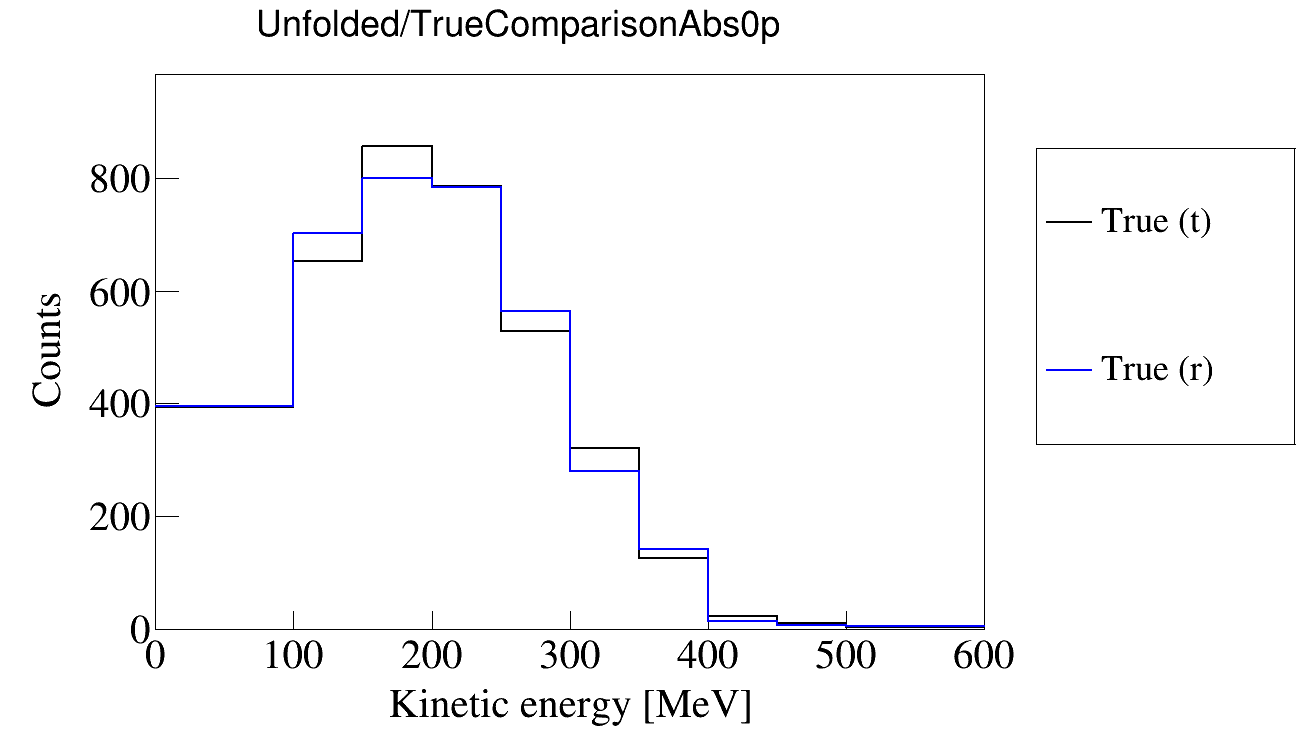 Unfolded/TrueComparisonAbs0p
Counts
800
600
400
200
0
0 100 200 300 400 500 600
Kinetic energy [MeV]
True (t)
True (r)